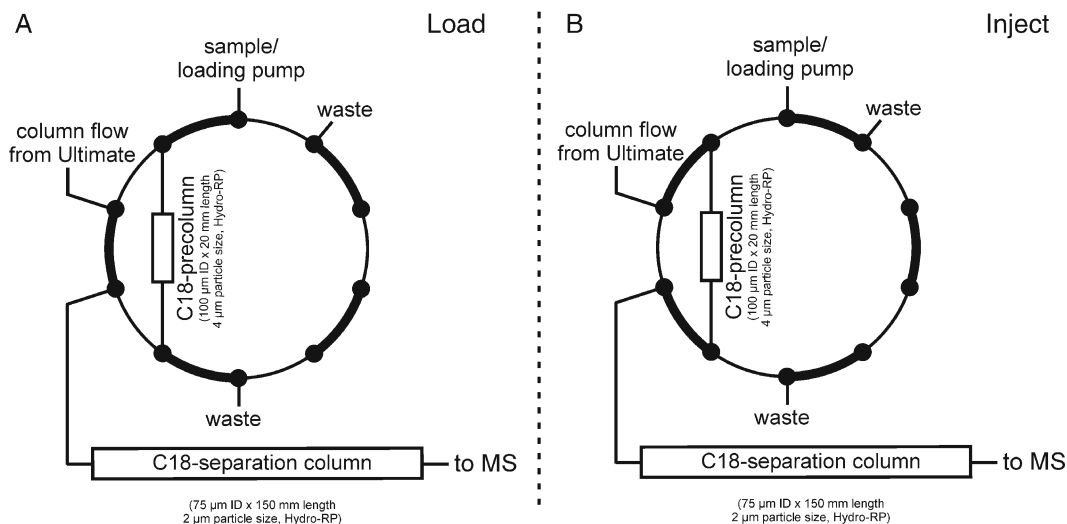 A
Load
sample/
loading pump
waste
column flow
from Ultimate
C18-precolumn
(100 µm ID x 20 mm length
4 µm particle size, Hydro-RP)
waste
C18-separation column
to MS
(75 µm ID x 150 mm length
2 µm particle size, Hydro-RP)
B
Inject
sample/
loading pump
waste
column flow
from Ultimate
C18-precolumn
(100 µm ID x 20 mm length
4 µm particle size, Hydro-RP)
waste
C18-separation column
to MS
(75 µm ID x 150 mm length
2 µm particle size, Hydro-RP)